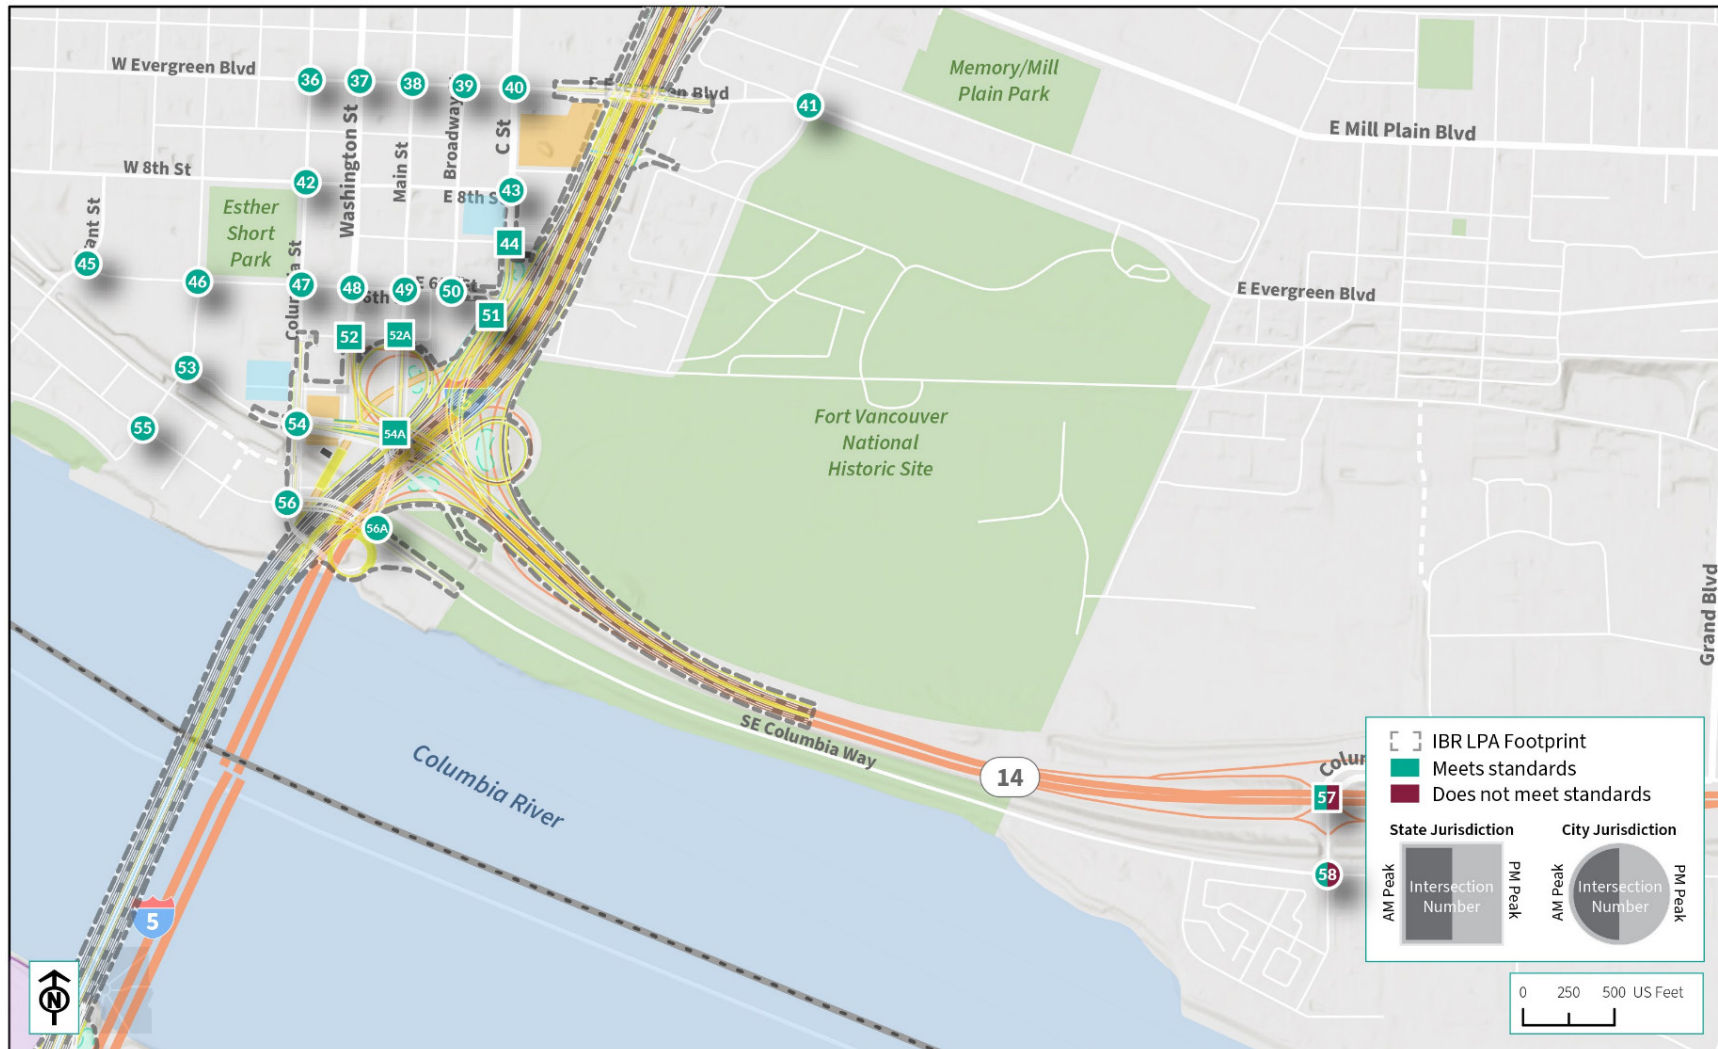 W Evergreen Blvd
36
37
38
39
40
41
Memory/Mill
Plain Park
E Mill Plain Blvd
Washington St
Main St
Broadway
C St
W 8th St
42
43
E 8th
44
Esther
Short
Park
45
46
47
48
49
50
51
52
52A
E Evergreen Blvd
53
54
54A
55
56
56A
Fort Vancouver
National
Historic Site
Grand Blvd
SE Columbia Way
Columbia River
14
5
57
58
N
IBR LPA Footprint
Meets standards
Does not meet standards
State Jurisdiction
City Jurisdiction
AM Peak
Intersection
Number
PM Peak
AM Peak
Intersection
Number
PM Peak
0 250 500 US Feet